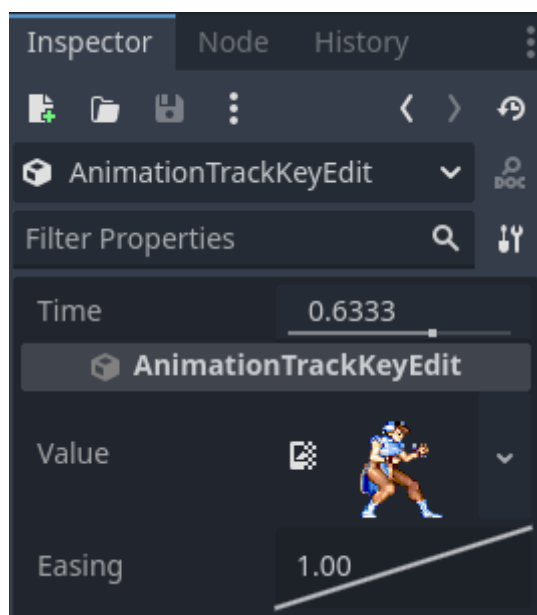 Inspector Node History
AnimationTrackKeyEdit DOC
Filter Properties
Time 0.6333
AnimationTrackKeyEdit
Value
Easing 1.00